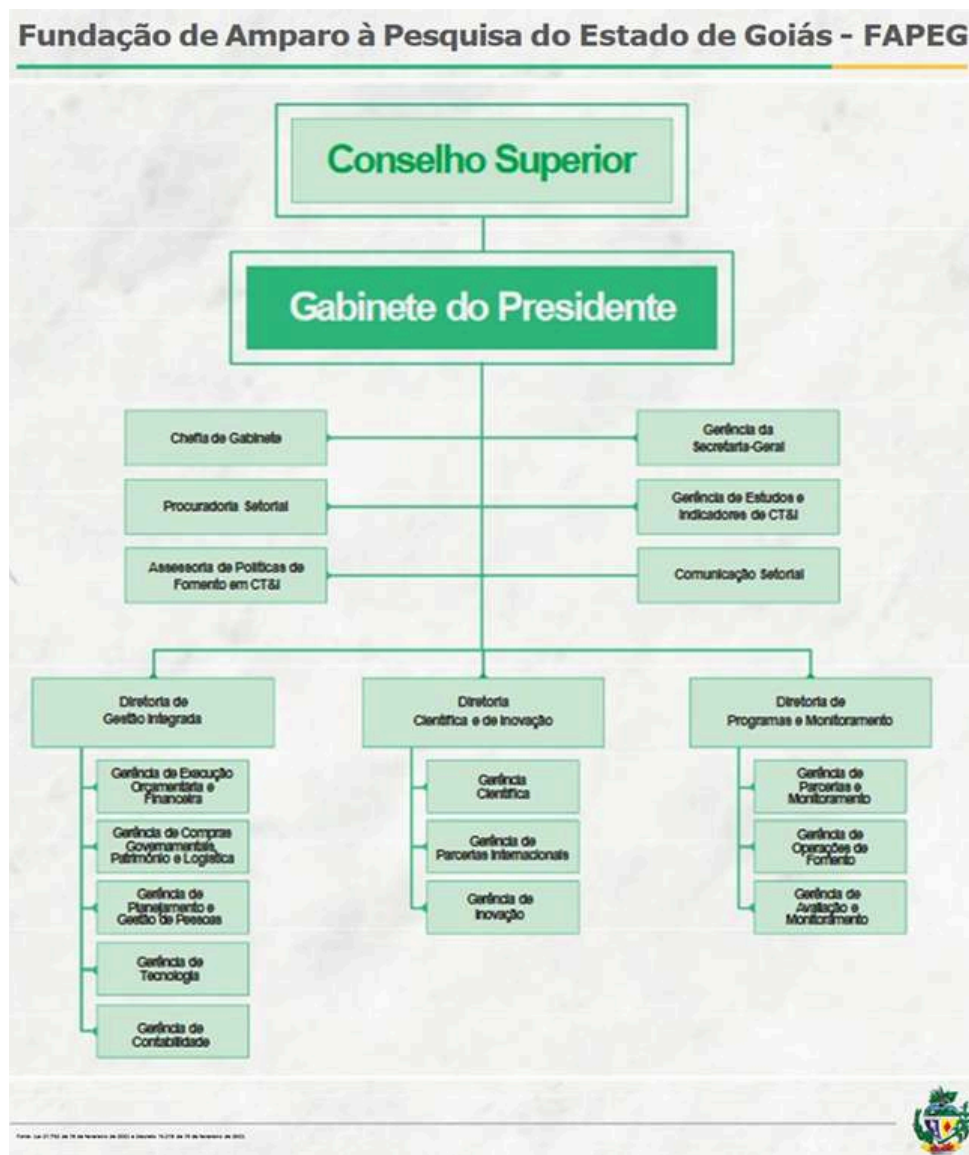 Fundação de Amparo à Pesquisa do Estado de Goiás - FAPEG
Conselho Superior
Gabinete do Presidente
Chefia de Gabinete
Gerência da
Secretaria-Geral
Procuradoria Setorial
Gerência de Estudos e
Indicadores de CT&I
Assessoria de Políticas de
Fomento em CT&I
Comunicação Setorial
Diretoria de
Gestão Integrada
Gerência de Execução
Orçamentária e
Financeira
Gerência de Compras
Governamentais,
Patrimônio e Logística
Gerência de
Planejamento e
Gestão de Pessoas
Gerência de
Tecnologia
Gerência de
Contabilidade
Diretoria
Científica e de Inovação
Gerência
Científica
Gerência de
Parcerias Internacionais
Gerência de
Inovação
Diretoria de
Programas e Monitoramento
Gerência de
Parcerias e
Monitoramento
Gerência de
Operações de
Fomento
Gerência de
Avaliação e
Monitoramento